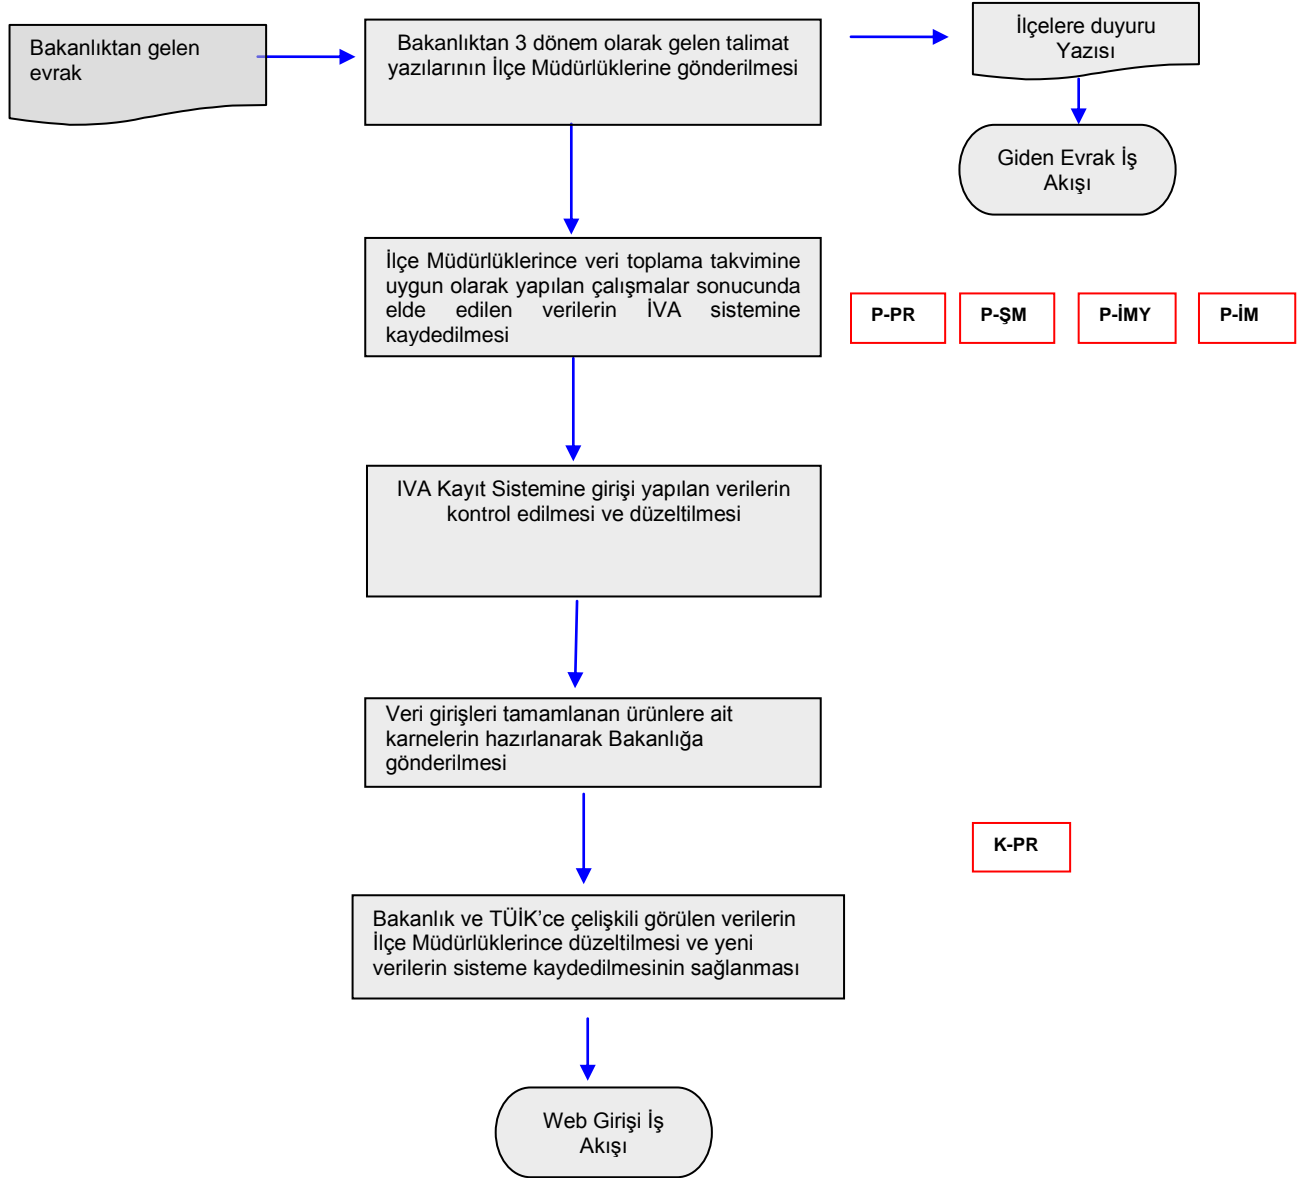 Bakanlıktan gelen
evrak
Bakanlıktan 3 dönem olarak gelen talimat
yazılarının İlçe Müdürlüklerine gönderilmesi
İlçelere duyuru
Yazısı
Giden Evrak İş
Akışı
İlçe Müdürlüklerince veri toplama takvimine
uygun olarak yapılan çalışmalar sonucunda
elde edilen verilerin İVA sistemine
kaydedilmesi
P-PR
P-ŞM
P-İMY
P-İM
IVA Kayıt Sistemine girişi yapılan verilerin
kontrol edilmesi ve düzeltilmesi
Veri girişleri tamamlanan ürünlere ait
karnelerin hazırlanarak Bakanlığa
gönderilmesi
K-PR
Bakanlık ve TÜİK’ce çelişkili görülen verilerin
İlçe Müdürlüklerince düzeltilmesi ve yeni
verilerin sisteme kaydedilmesinin sağlanması
Web Girişi İş
Akışı